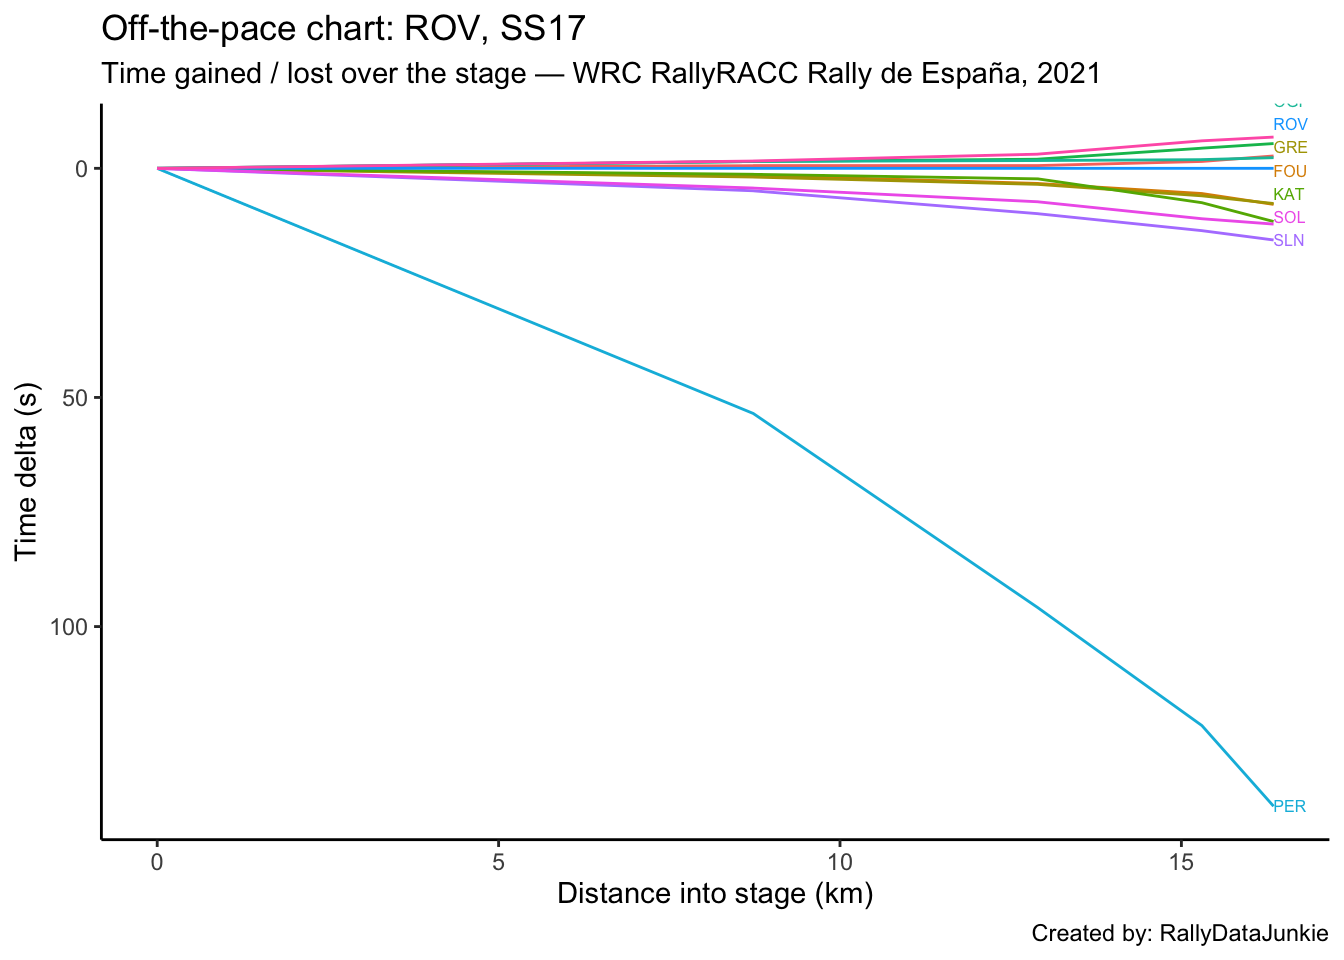 Off-the-pace chart: ROV, SS17
Time gained / lost over the stage — WRC RallyRACC Rally de España, 2021
ROV
GRE
FOU
KAT
SOL
SLN
PER
0
50
100
Time delta (s)
0
5
10
15
Distance into stage (km)
Created by: RallyDataJunkie